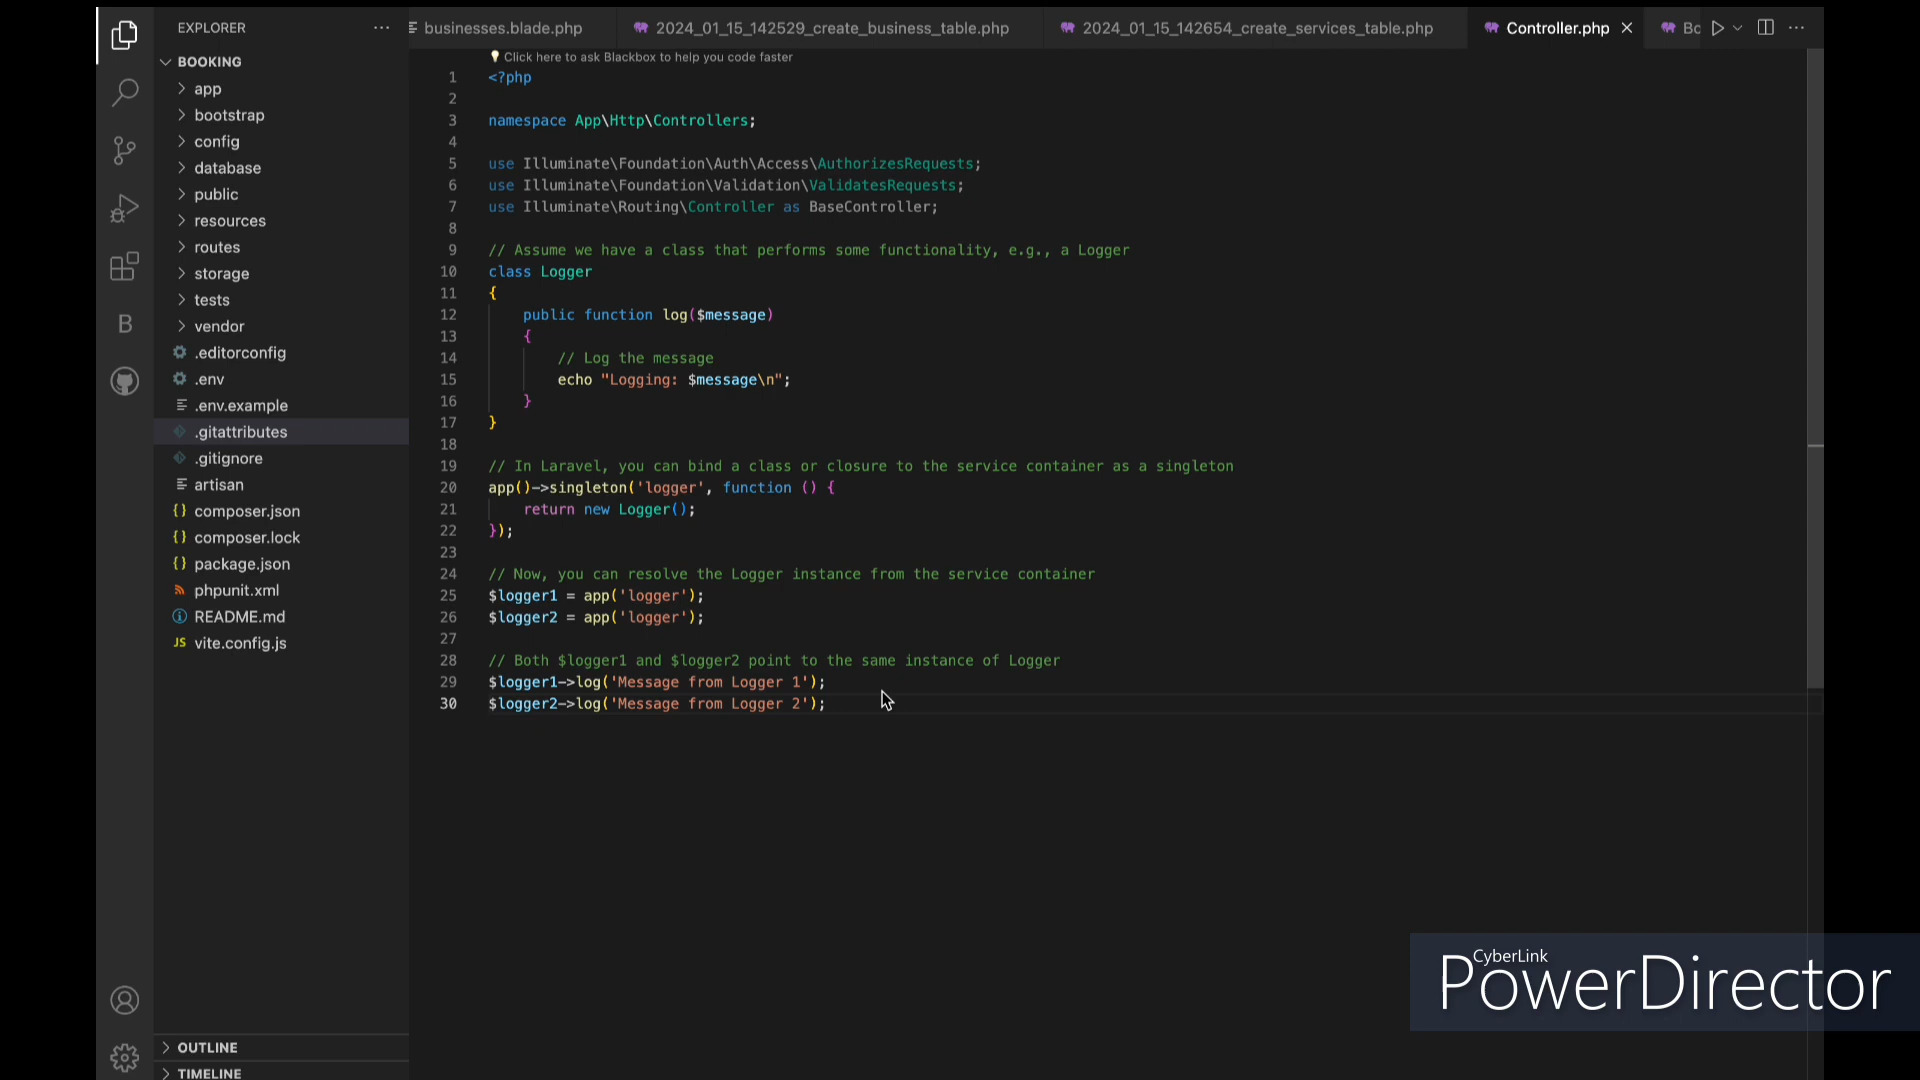 EXPLORER
businesses.blade.php
2024_01_15_142529_create_business_table.php
2024_01_15_142654_create_services_table.php
Controller.php
Bo
BOOKING
app
bootstrap
config
database
public
resources
routes
storage
tests
vendor
.editorconfig
.env
.env.example
.gitattributes
.gitignore
artisan
composer.json
composer.lock
package.json
phpunit.xml
README.md
JS vite.config.js
OUTLINE
TIMELINE
B
Click here to ask Blackbox to help you code faster
1 <?php
2
3 namespace App\Http\Controllers;
4
5 use Illuminate\Foundation\Auth\Access\AuthorizesRequests;
6 use Illuminate\Foundation\Validation\ValidatesRequests;
7 use Illuminate\Routing\Controller as BaseController;
8
9 // Assume we have a class that performs some functionality, e.g., a Logger
10 class Logger
11 {
12 public function log($message)
13 {
14 // Log the message
15 echo "Logging: $message\n";
16 }
17 }
18
19 // In Laravel, you can bind a class or closure to the service container as a singleton
20 app()->singleton('logger', function () {
21 return new Logger();
22 });
23
24 // Now, you can resolve the Logger instance from the service container
25 $logger1 = app('logger');
26 $logger2 = app('logger');
27
28 // Both $logger1 and $logger2 point to the same instance of Logger
29 $logger1->log('Message from Logger 1');
30 $logger2->log('Message from Logger 2');
CyberLink
PowerDirector